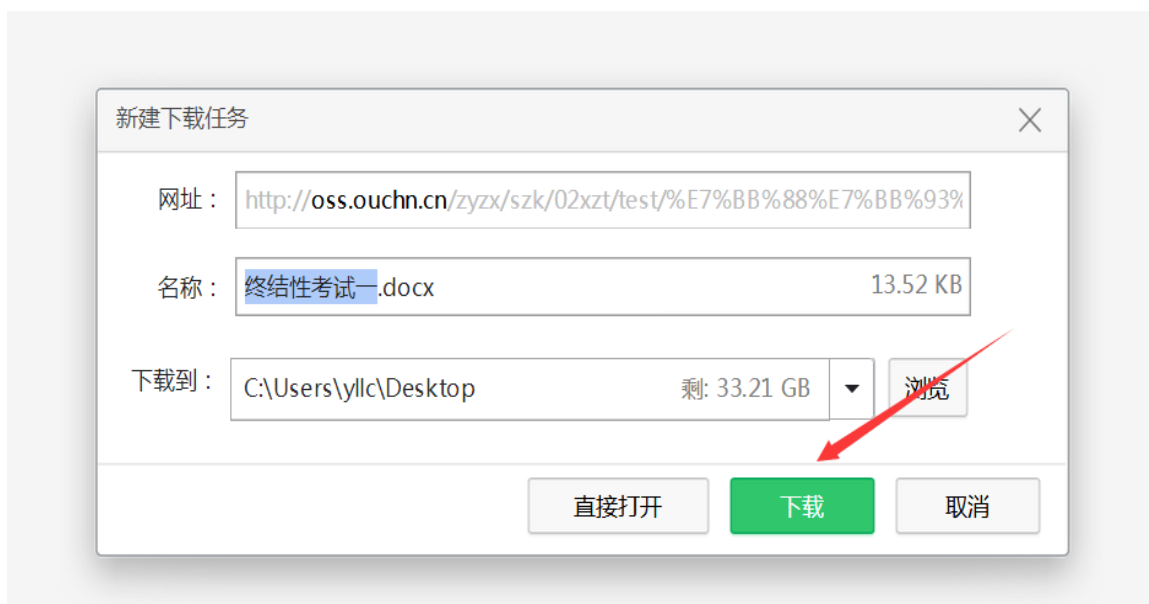 新建下载任务
网址： http://oss.ouchn.cn/zyzx/szk/02xzt/test/%E7%BB%88%E7%BB%93%
名称： 终结性考试一.docx 13.52 KB
下载到： C:\Users\yllc\Desktop 剩: 33.21 GB 浏览
直接打开 下载 取消